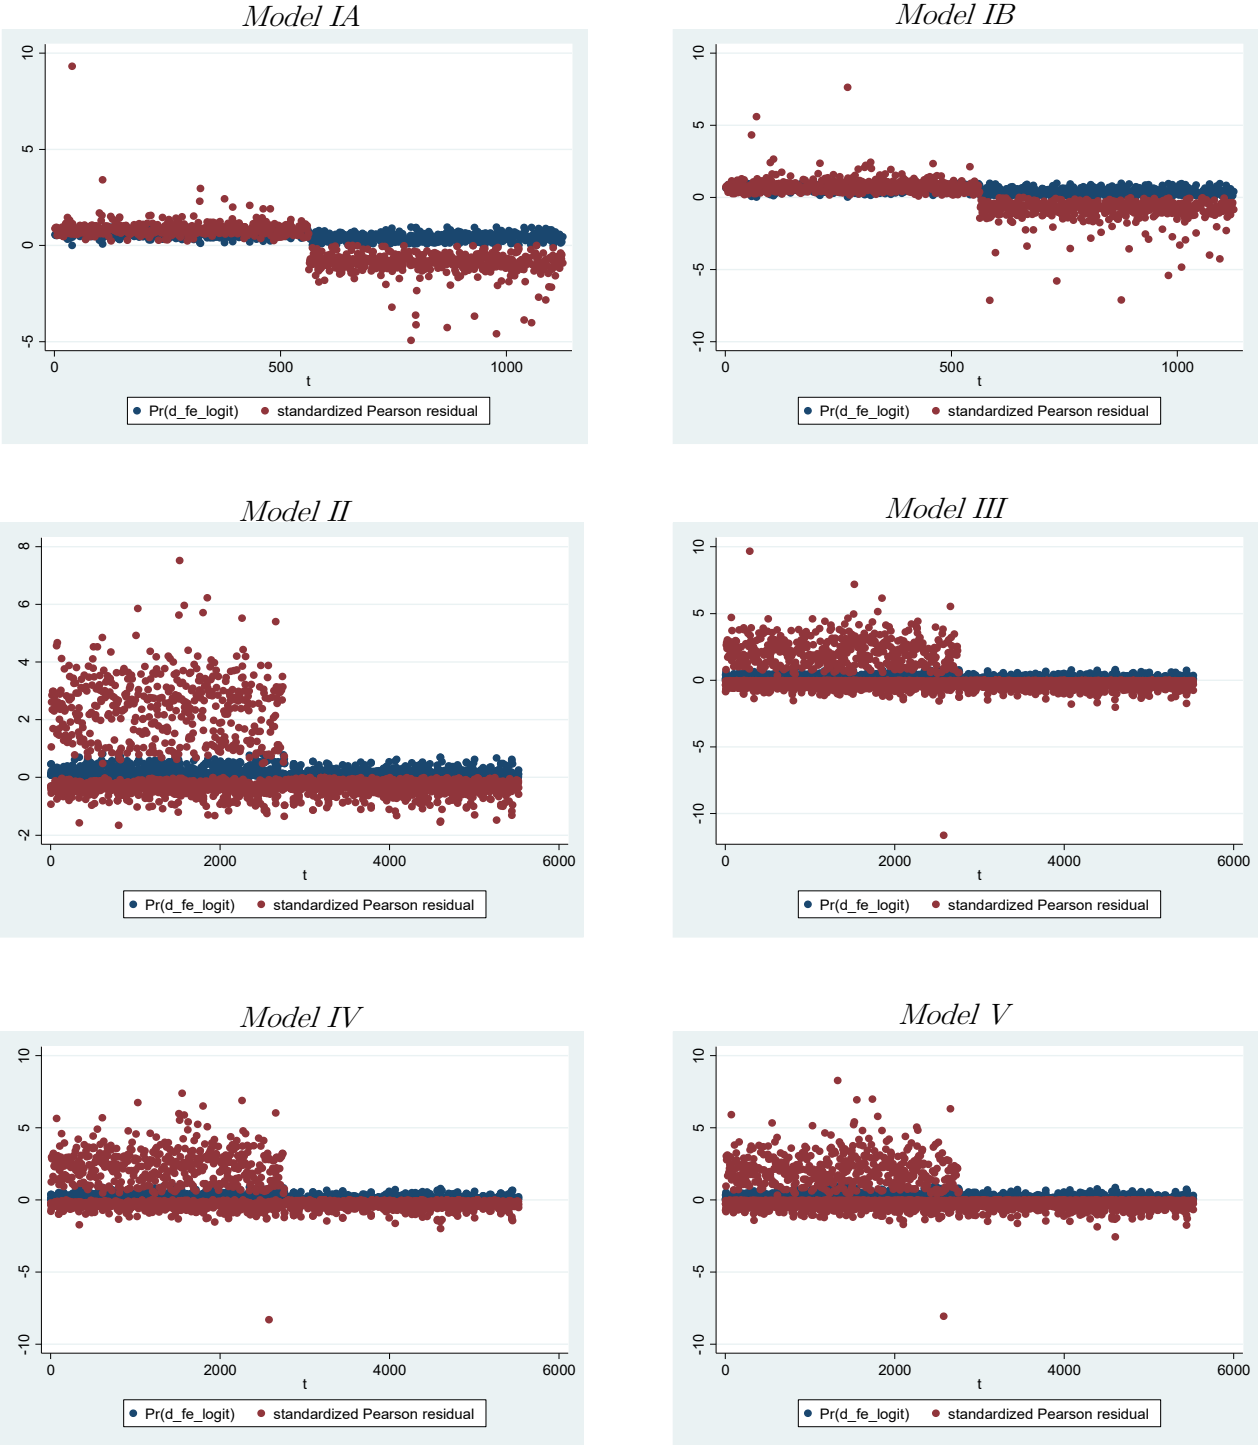 Model IA
10
5
0
-5
0 500 1000
t
Pr(d_fe_logit) standardized Pearson residual
Model IB
10
5
0
-5
-10
0 500 1000
t
Pr(d_fe_logit) standardized Pearson residual
Model II
8
6
4
2
0
-2
0 2000 4000 6000
t
Pr(d_fe_logit) standardized Pearson residual
Model III
10
5
0
-5
-10
0 2000 4000 6000
t
Pr(d_fe_logit) standardized Pearson residual
Model IV
10
5
0
-5
-10
0 2000 4000 6000
t
Pr(d_fe_logit) standardized Pearson residual
Model V
10
5
0
-5
-10
0 2000 4000 6000
t
Pr(d_fe_logit) standardized Pearson residual